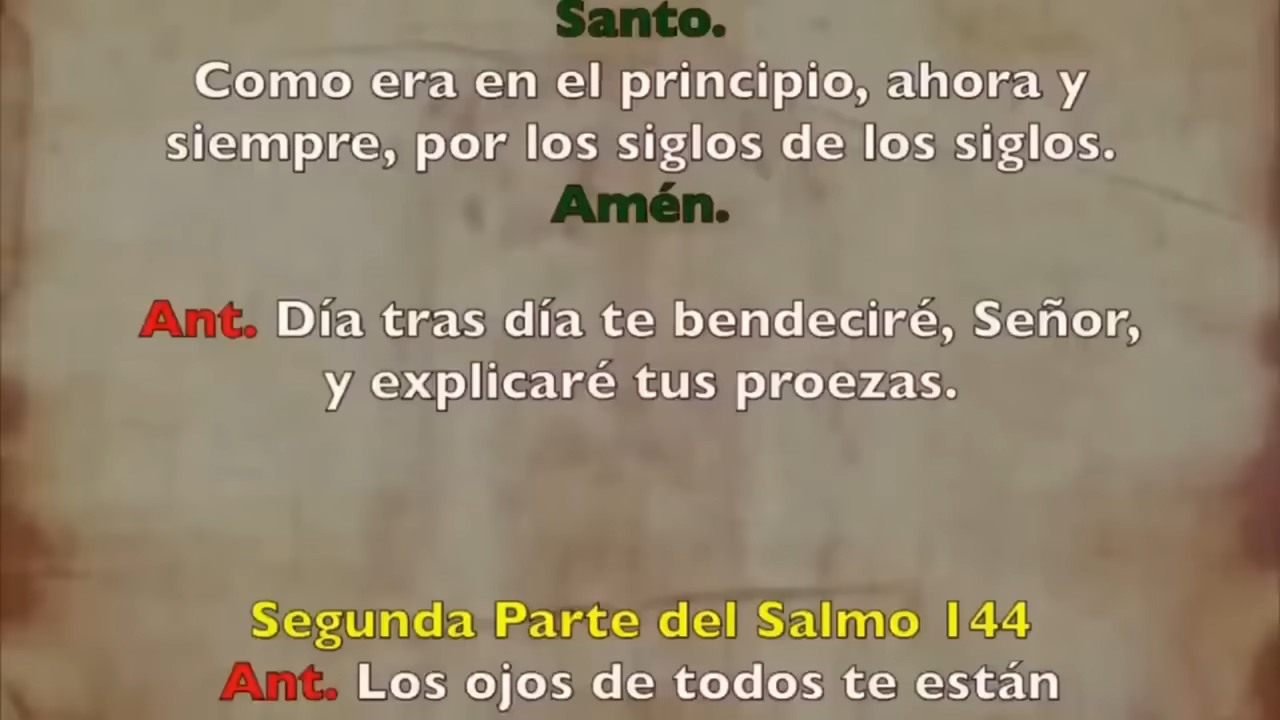 Santo.
Como era en el principio, ahora y
siempre, por los siglos de los siglos.
Amén.
Ant. Día tras día te bendeciré, Señor,
y explicaré tus proezas.
Segunda Parte del Salmo 144
Ant. Los ojos de todos te están